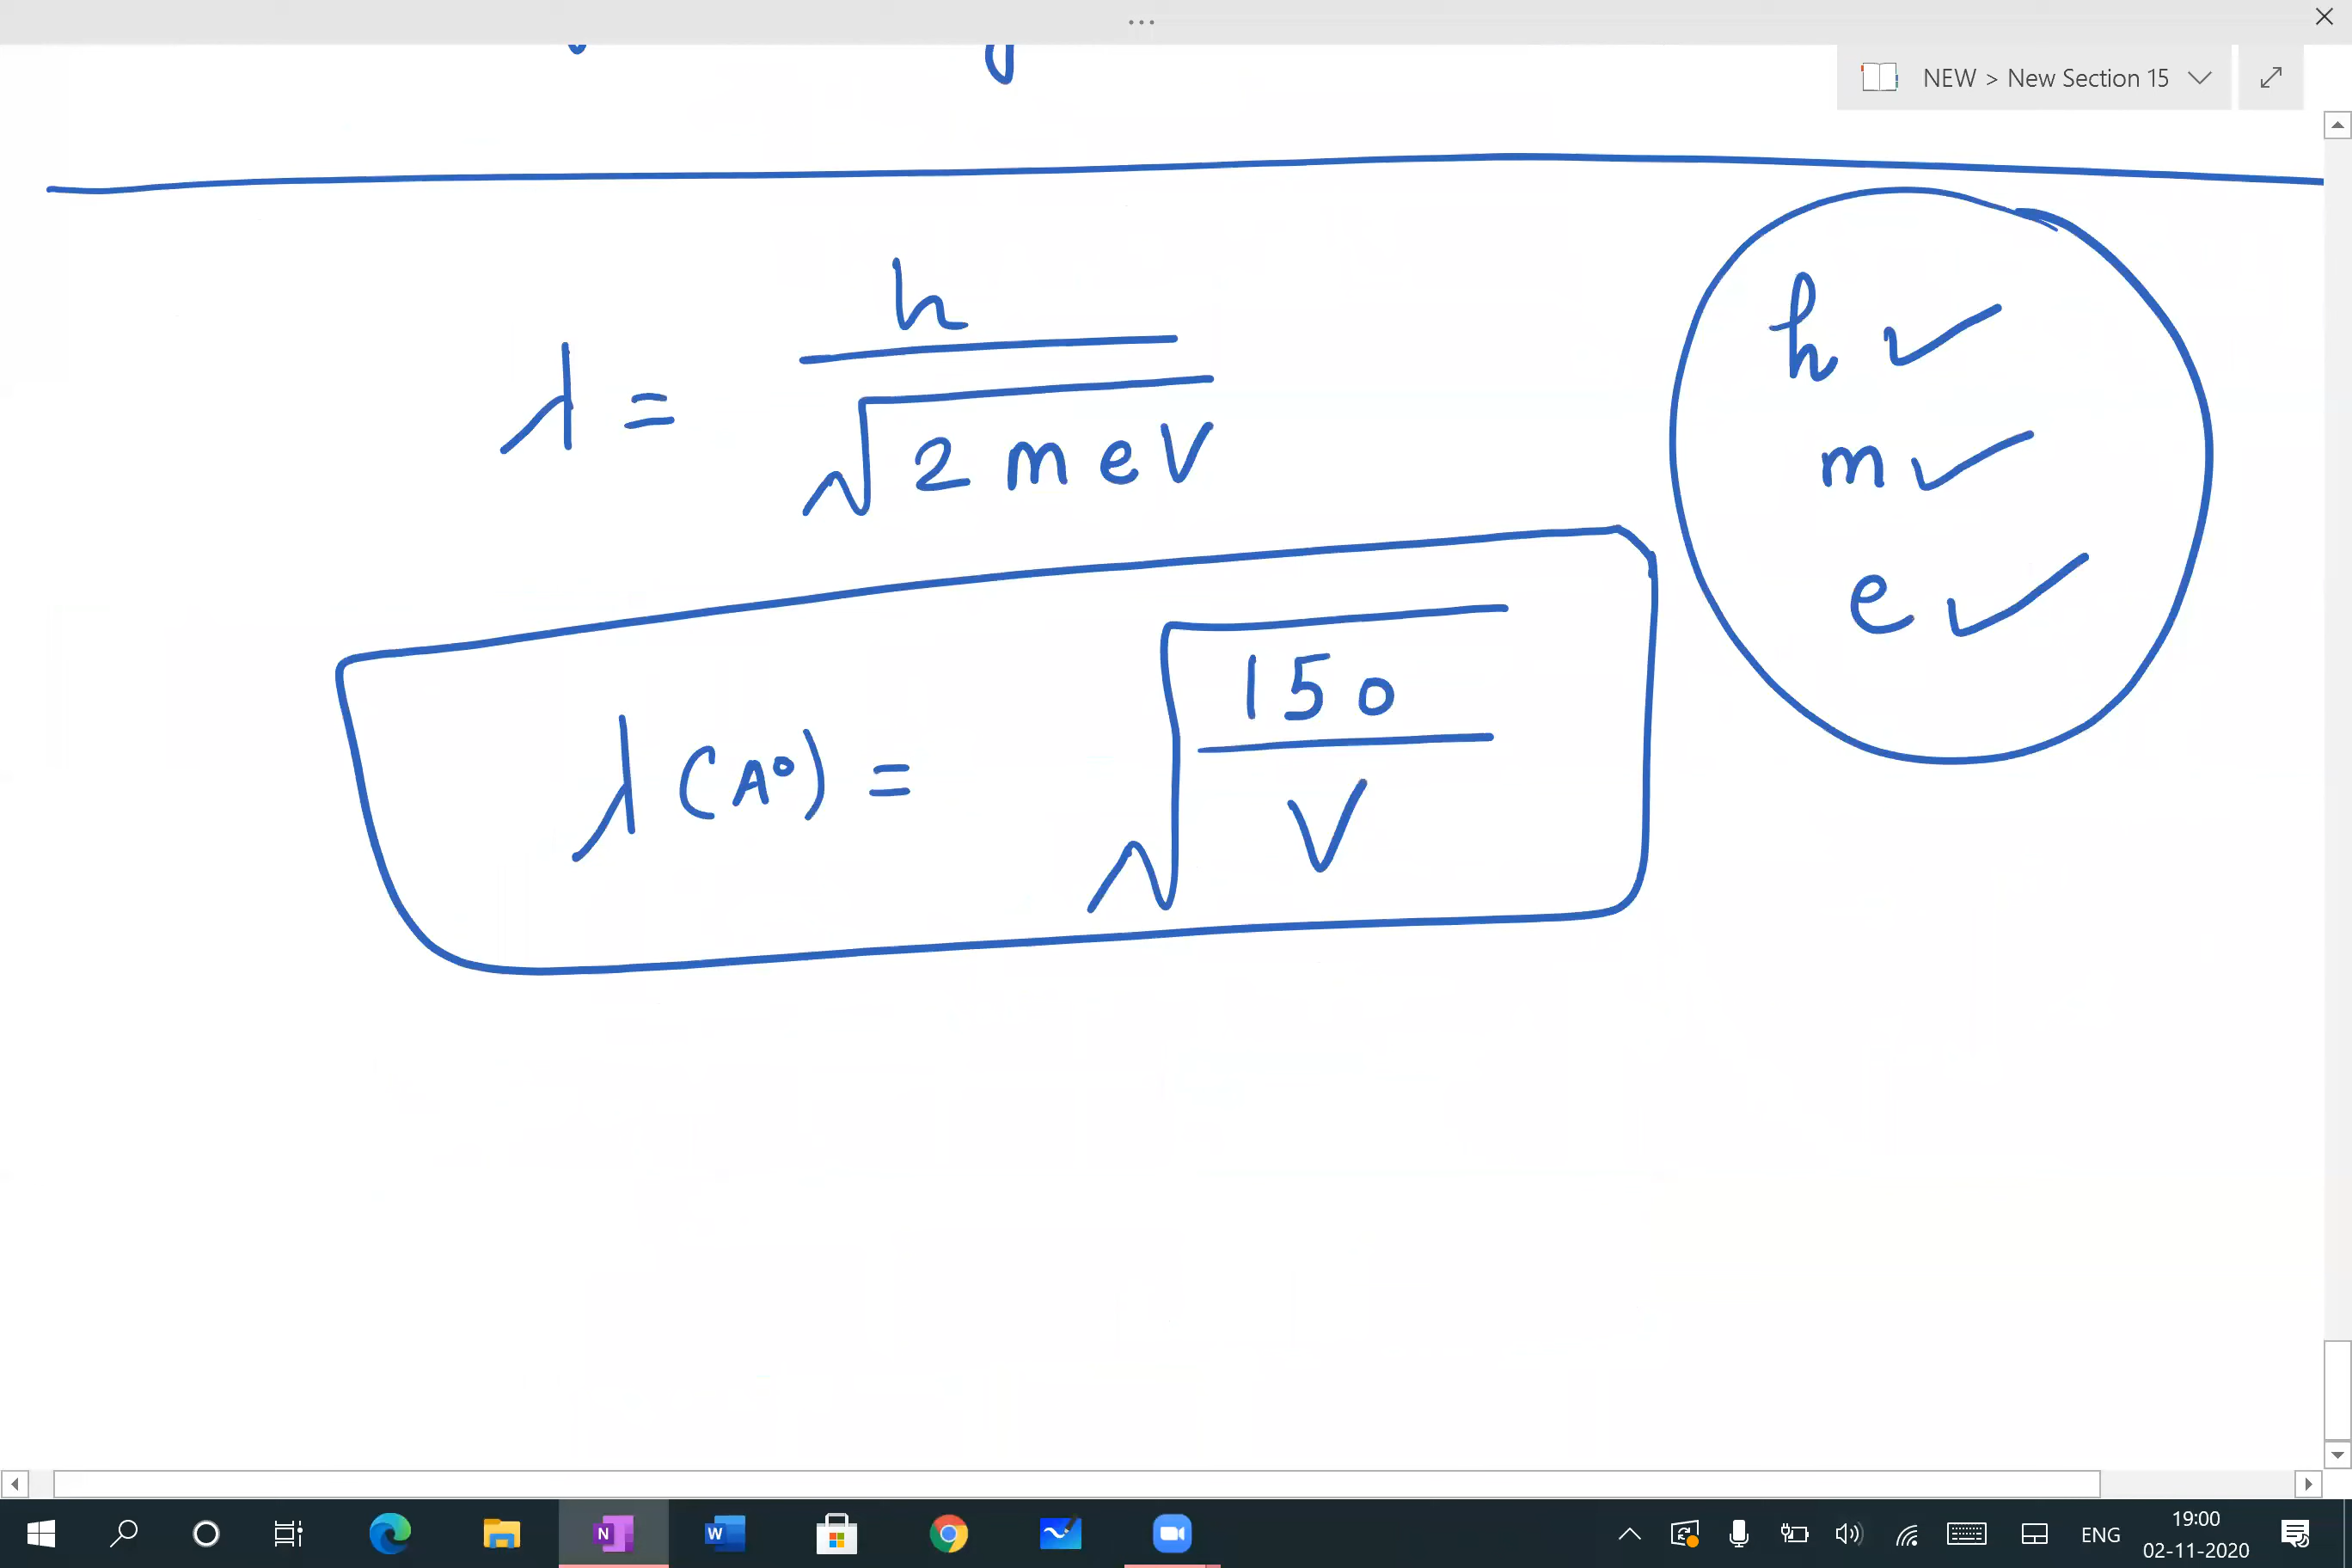 NEW > New Section 15
λ = h / √2meV
h ✓
m ✓
e ✓
λ (A°) = √150 / V
ENG
19:00
02-11-2020